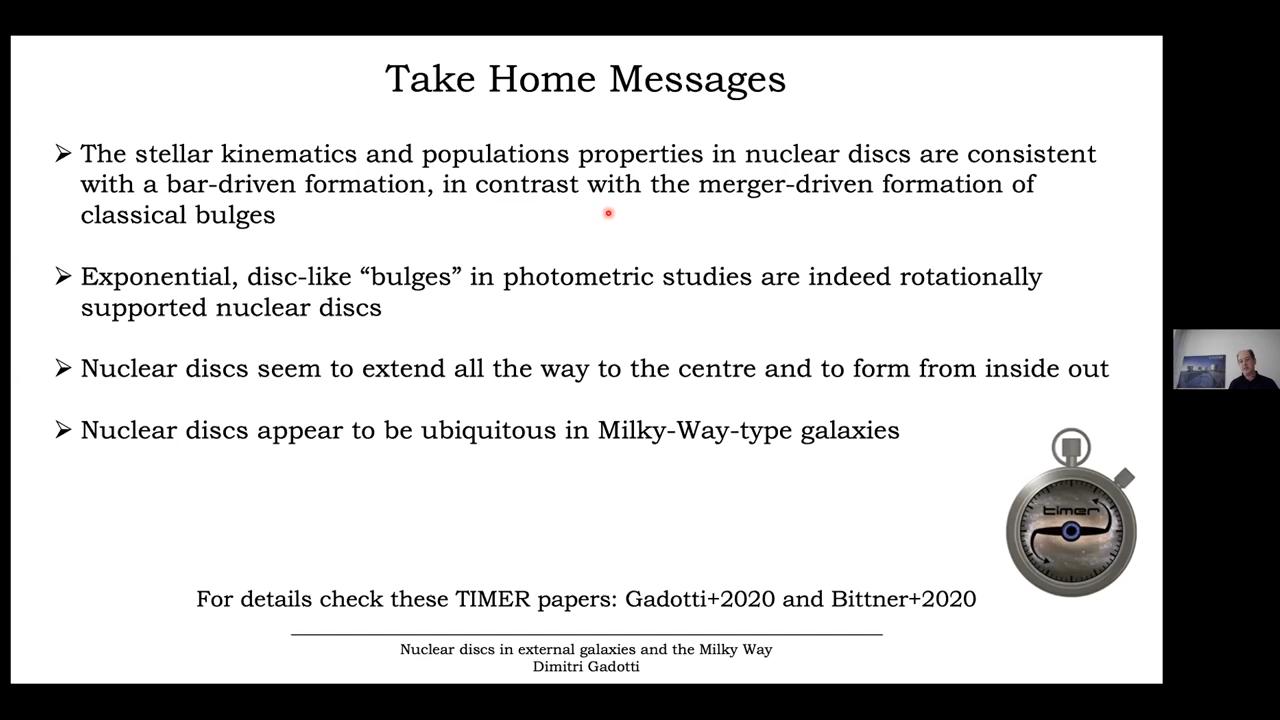 Take Home Messages
➢ The stellar kinematics and populations properties in nuclear discs are consistent
with a bar-driven formation, in contrast with the merger-driven formation of
classical bulges
➢ Exponential, disc-like “bulges” in photometric studies are indeed rotationally
supported nuclear discs
➢ Nuclear discs seem to extend all the way to the centre and to form from inside out
➢ Nuclear discs appear to be ubiquitous in Milky-Way-type galaxies
timer
For details check these TIMER papers: Gadotti+2020 and Bittner+2020
Nuclear discs in external galaxies and the Milky Way
Dimitri Gadotti